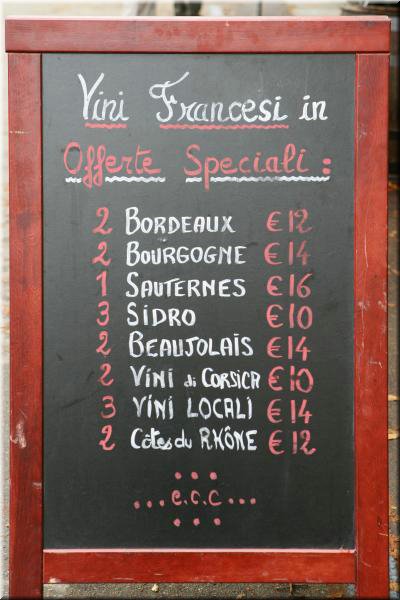 Vini Francesi in
Offerte Speciali:
2 BORDEAUX €12
2 BOURGOGNE €14
1 SAUTERNES €16
3 SIDRO €10
2 BEAUJOLAIS €14
2 VINI di CORSICA €10
3 VINI LOCALI €14
2 Côtes du RHÔNE €12
...
... e.c.c ...
...